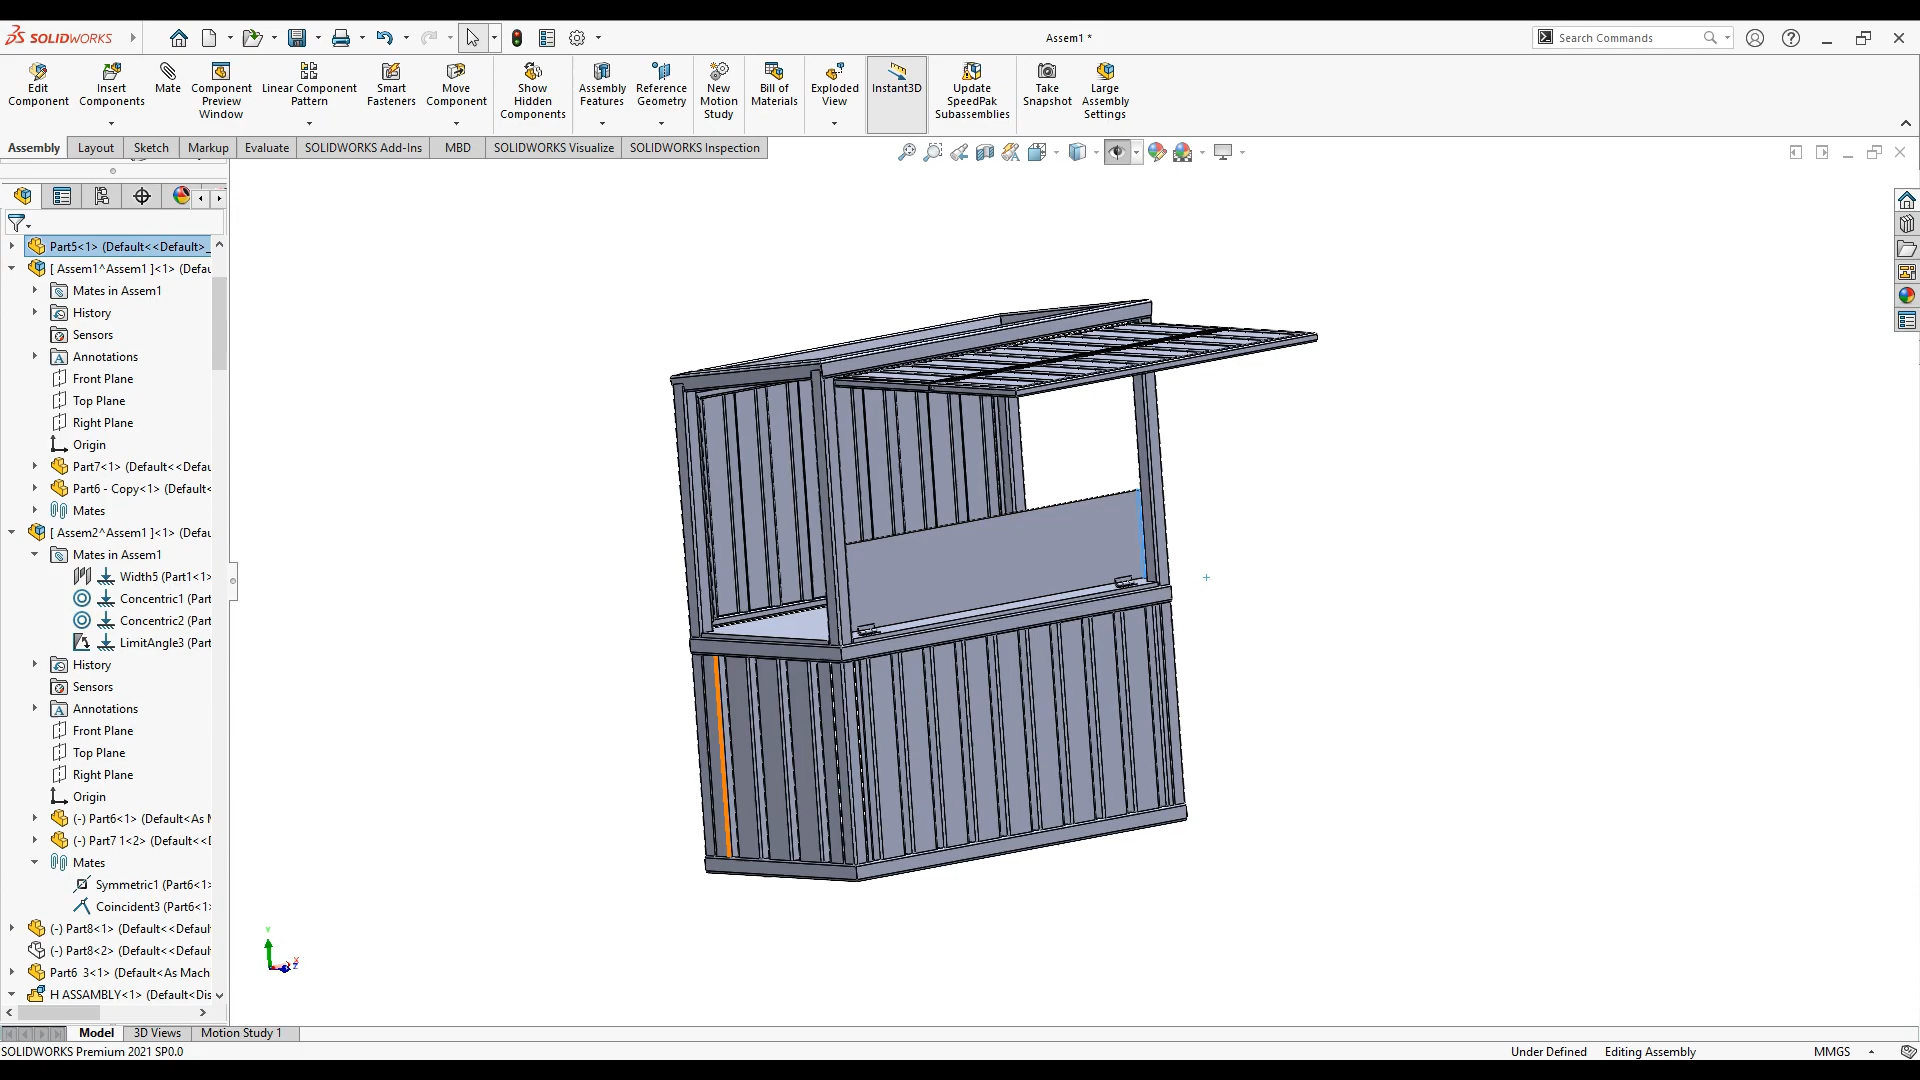 SOLIDWORKS
Assem1 *
Search Commands
Edit
Component
Insert
Components
Mate
Component
Preview
Window
Linear Component
Pattern
Smart
Fasteners
Move
Component
Show
Hidden
Components
Assembly
Features
Reference
Geometry
New
Motion
Study
Bill of
Materials
Exploded
View
Instant3D
Update
SpeedPak
Subassemblies
Take
Snapshot
Large
Assembly
Settings
Assembly
Layout
Sketch
Markup
Evaluate
SOLIDWORKS Add-Ins
MBD
SOLIDWORKS Visualize
SOLIDWORKS Inspection
Part5<1> (Default<<Default>_
[ Assem1^Assem1 ]<1> (Defau
Mates in Assem1
History
Sensors
Annotations
Front Plane
Top Plane
Right Plane
Origin
Part7<1> (Default<<Defau
Part6 - Copy<1> (Default<
Mates
[ Assem2^Assem1 ]<1> (Defau
Mates in Assem1
Width5 (Part1<1>
Concentric1 (Part
Concentric2 (Part
LimitAngle3 (Part
History
Sensors
Annotations
Front Plane
Top Plane
Right Plane
Origin
(-) Part6<1> (Default<As M
(-) Part7 1<2> (Default<<D
Mates
Symmetric1 (Part6<1>
Coincident3 (Part6<1>
(-) Part8<1> (Default<<Defaul
(-) Part8<2> (Default<<Defaul
Part6 3<1> (Default<As Mach
H ASSEMBLY<1> (Default<Dis
Y
X
Z
Model
3D Views
Motion Study 1
SOLIDWORKS Premium 2021 SP0.0
Under Defined
Editing Assembly
MMGS